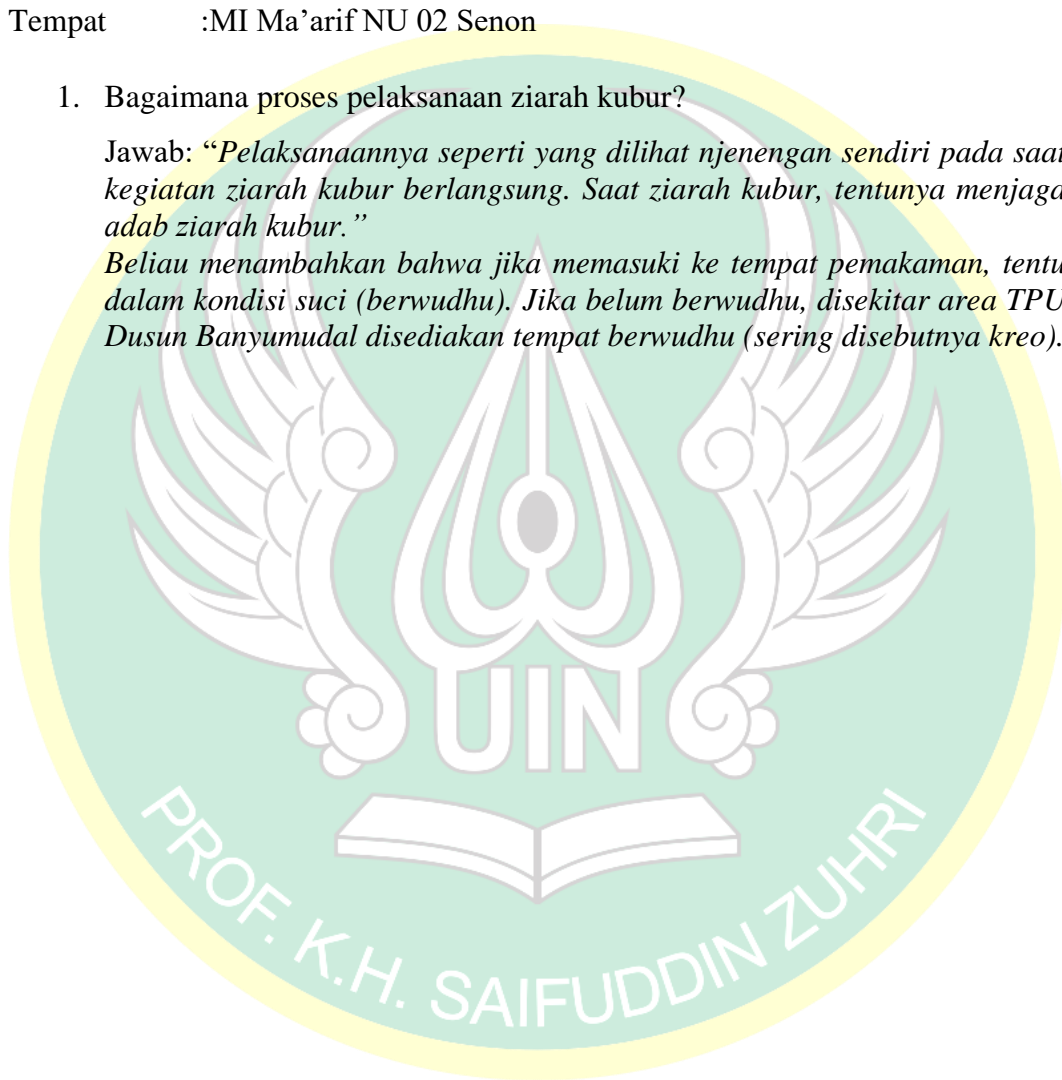 Tempat :MI Ma’arif NU 02 Senon
1. Bagaimana proses pelaksanaan ziarah kubur?
Jawab: “Pelaksanaannya seperti yang dilihat njenengan sendiri pada saat
kegiatan ziarah kubur berlangsung. Saat ziarah kubur, tentunya menjaga
adab ziarah kubur.”
Beliau menambahkan bahwa jika memasuki ke tempat pemakaman, tentu
dalam kondisi suci (berwudhu). Jika belum berwudhu, disekitar area TPU
Dusun Banyumudal disediakan tempat berwudhu (sering disebutnya kreo).
UIN
PROF. K.H. SAIFUDDIN ZUHRI